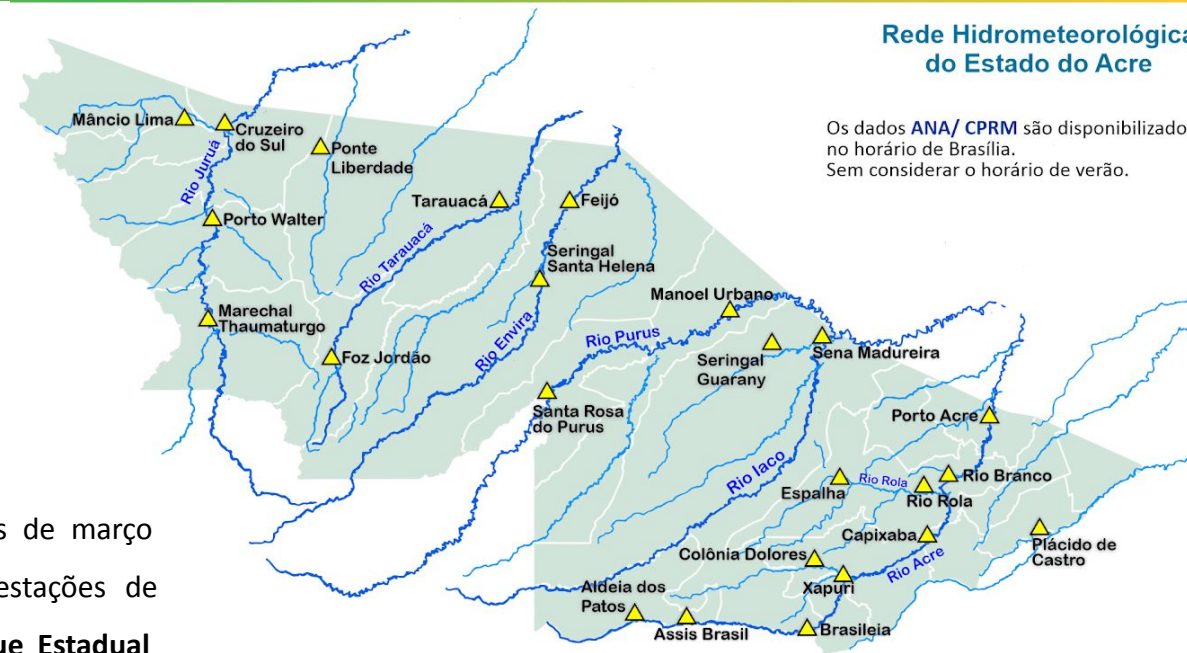 Rede Hidrometeorológica
do Estado do Acre
Os dados ANA/ CPRM são disponibilizado
no horário de Brasília.
Sem considerar o horário de verão.
Mâncio Lima
Cruzeiro
do Sul
Ponte
Liberdade
Rio Juruá
Porto Walter
Tarauacá
Feijó
Rio Tarauacá
Seringal
Santa Helena
Marechal
Thaumaturgo
Foz Jordão
Rio Envira
Manoel Urbano
Rio Purus
Seringal
Guarany
Sena Madureira
Santa Rosa
do Purus
Porto Acre
Rio Iaco
Espalha
Rio Rola
Rio Rola
Rio Branco
Capixaba
Plácido de
Castro
Colônia Dolores
Rio Acre
Xapuri
Aldeia dos
Patos
Assis Brasil
Brasileia
s de março
estações de
ue Estadual